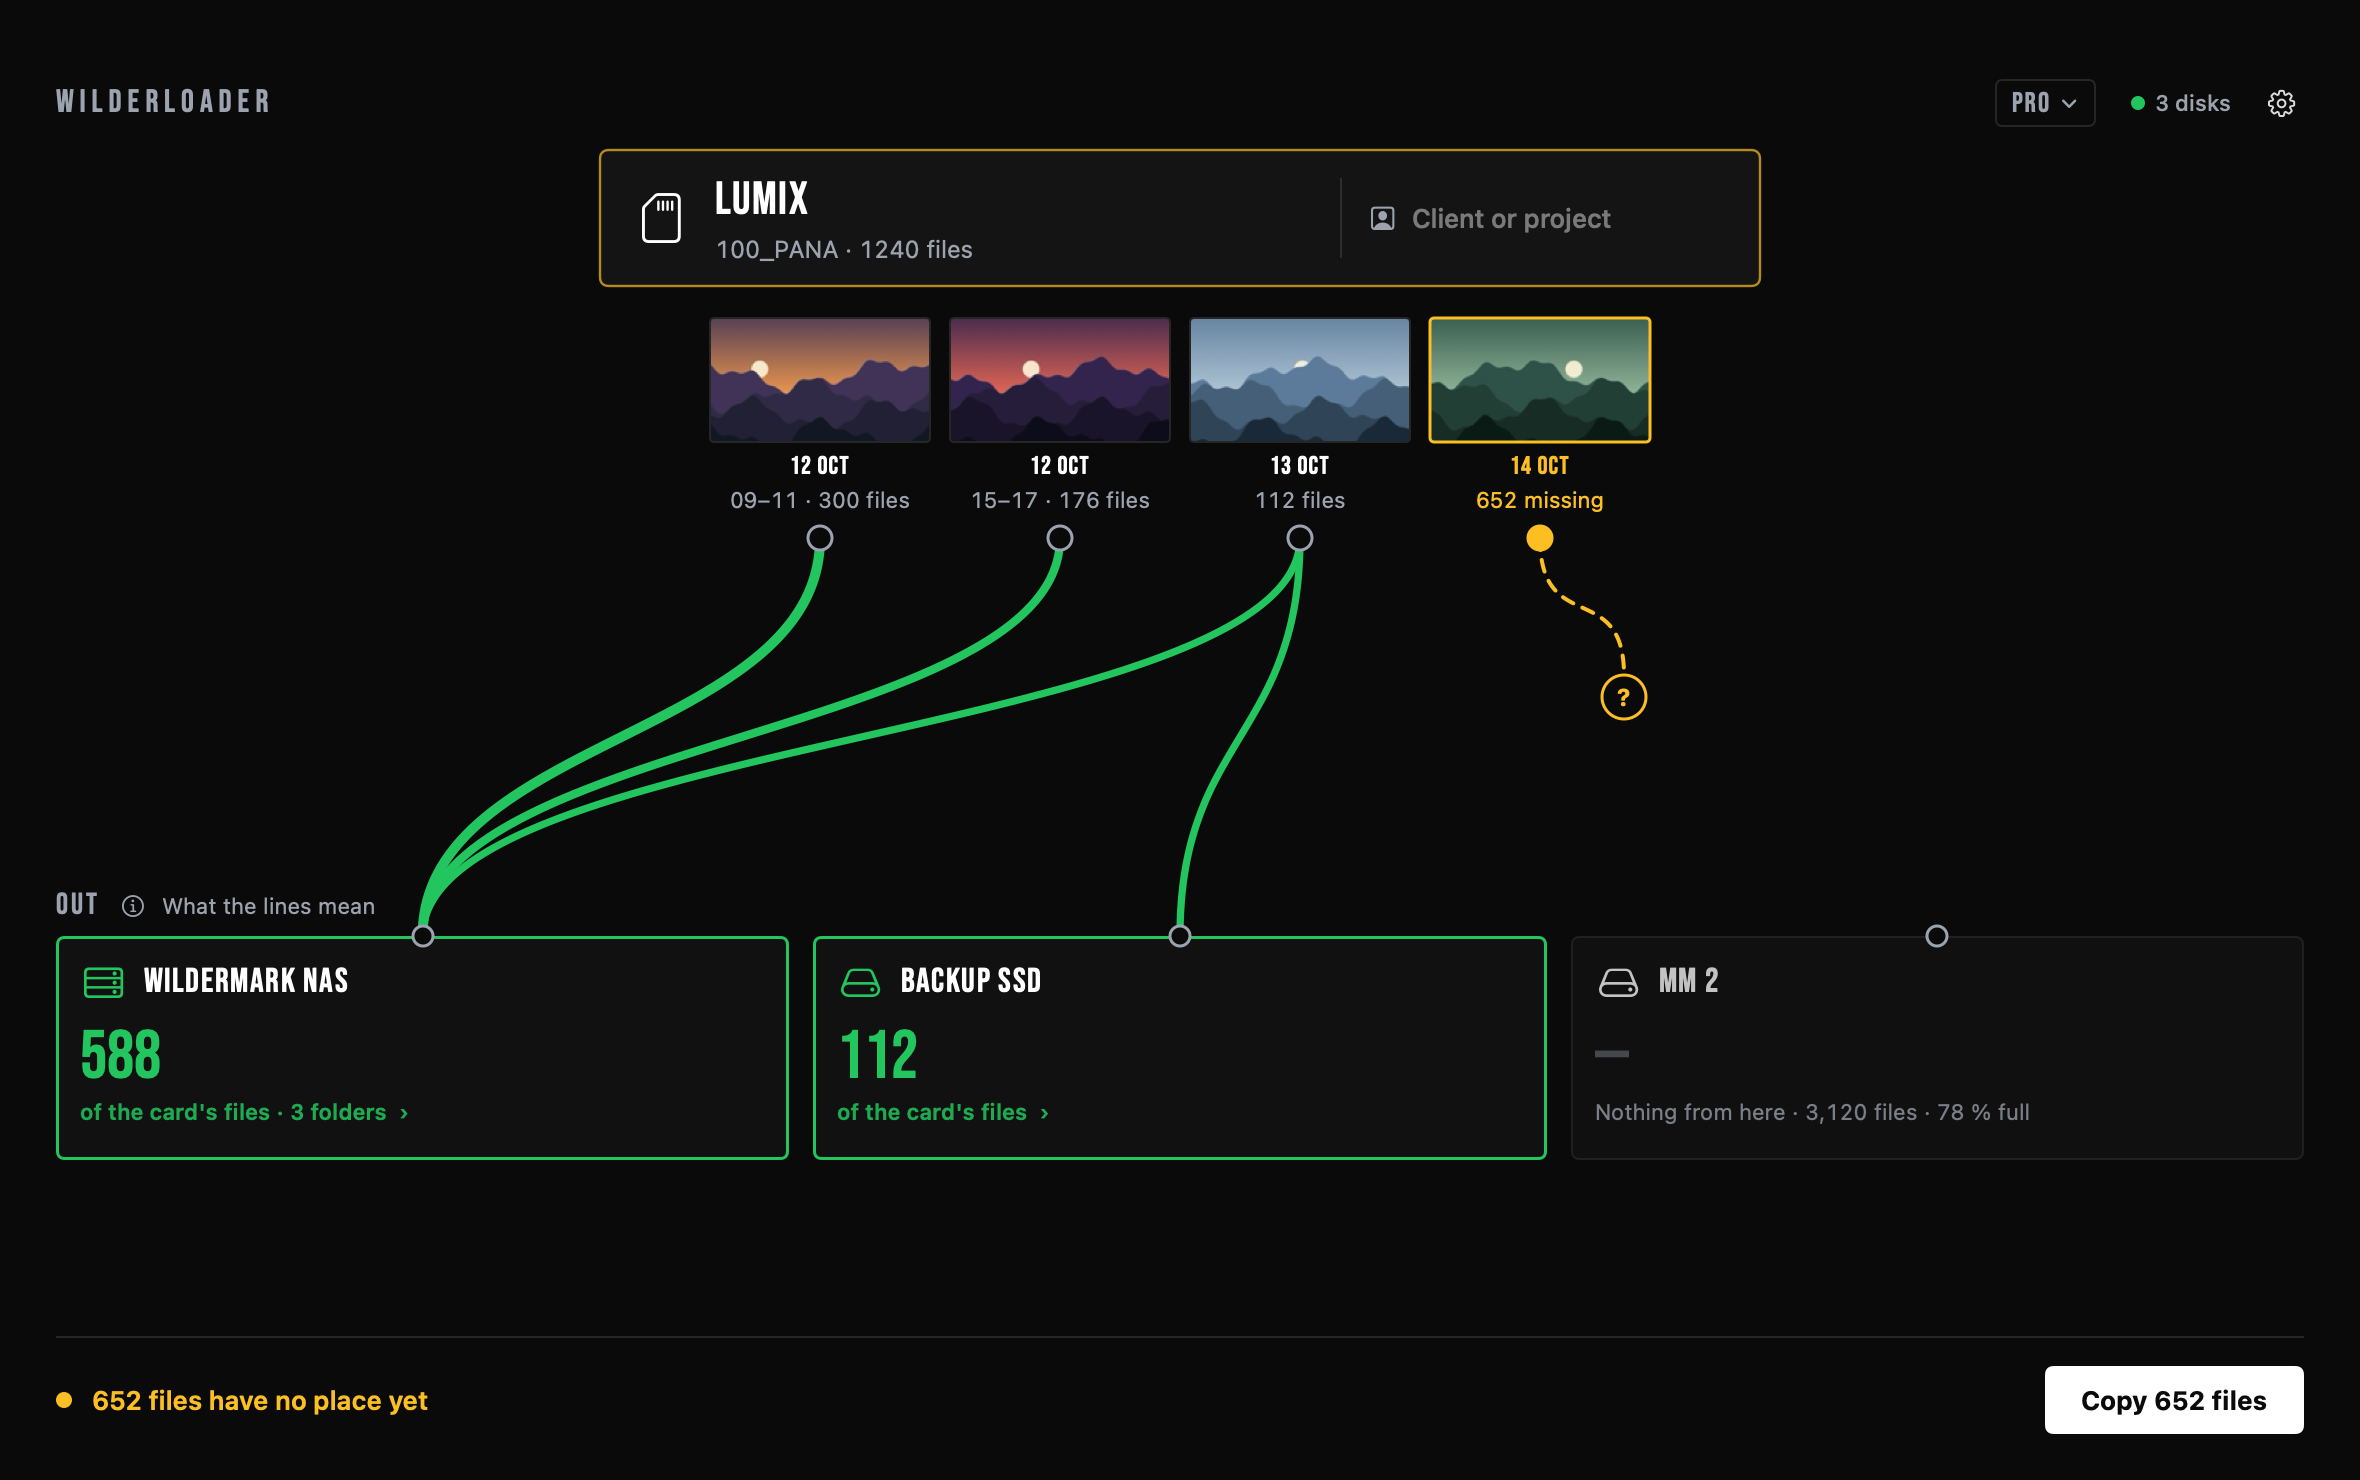 WILDERLOADER
PRO
3 disks
LUMIX
100_PANA · 1240 files
Client or project
12 OCT
09–11 · 300 files
12 OCT
15–17 · 176 files
13 OCT
112 files
14 OCT
652 missing
?
OUT
What the lines mean
WILDERMARK NAS
588
of the card's files · 3 folders ›
BACKUP SSD
112
of the card's files ›
MM 2
—
Nothing from here · 3,120 files · 78 % full
652 files have no place yet
Copy 652 files